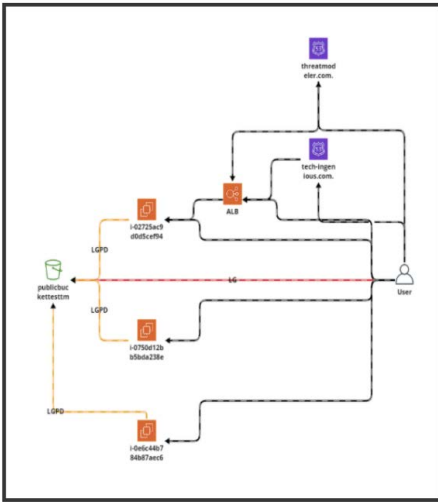 threatmod
eler.com.
tech-ingen
ious.com.
ALB
i-02725ac9
d0d5cef94
LGPD
publicbuc
kettesttm
LG
User
LGPD
i-0750d12b
b5bda238e
LGPD
i-0e6c44b7
84b87aec6